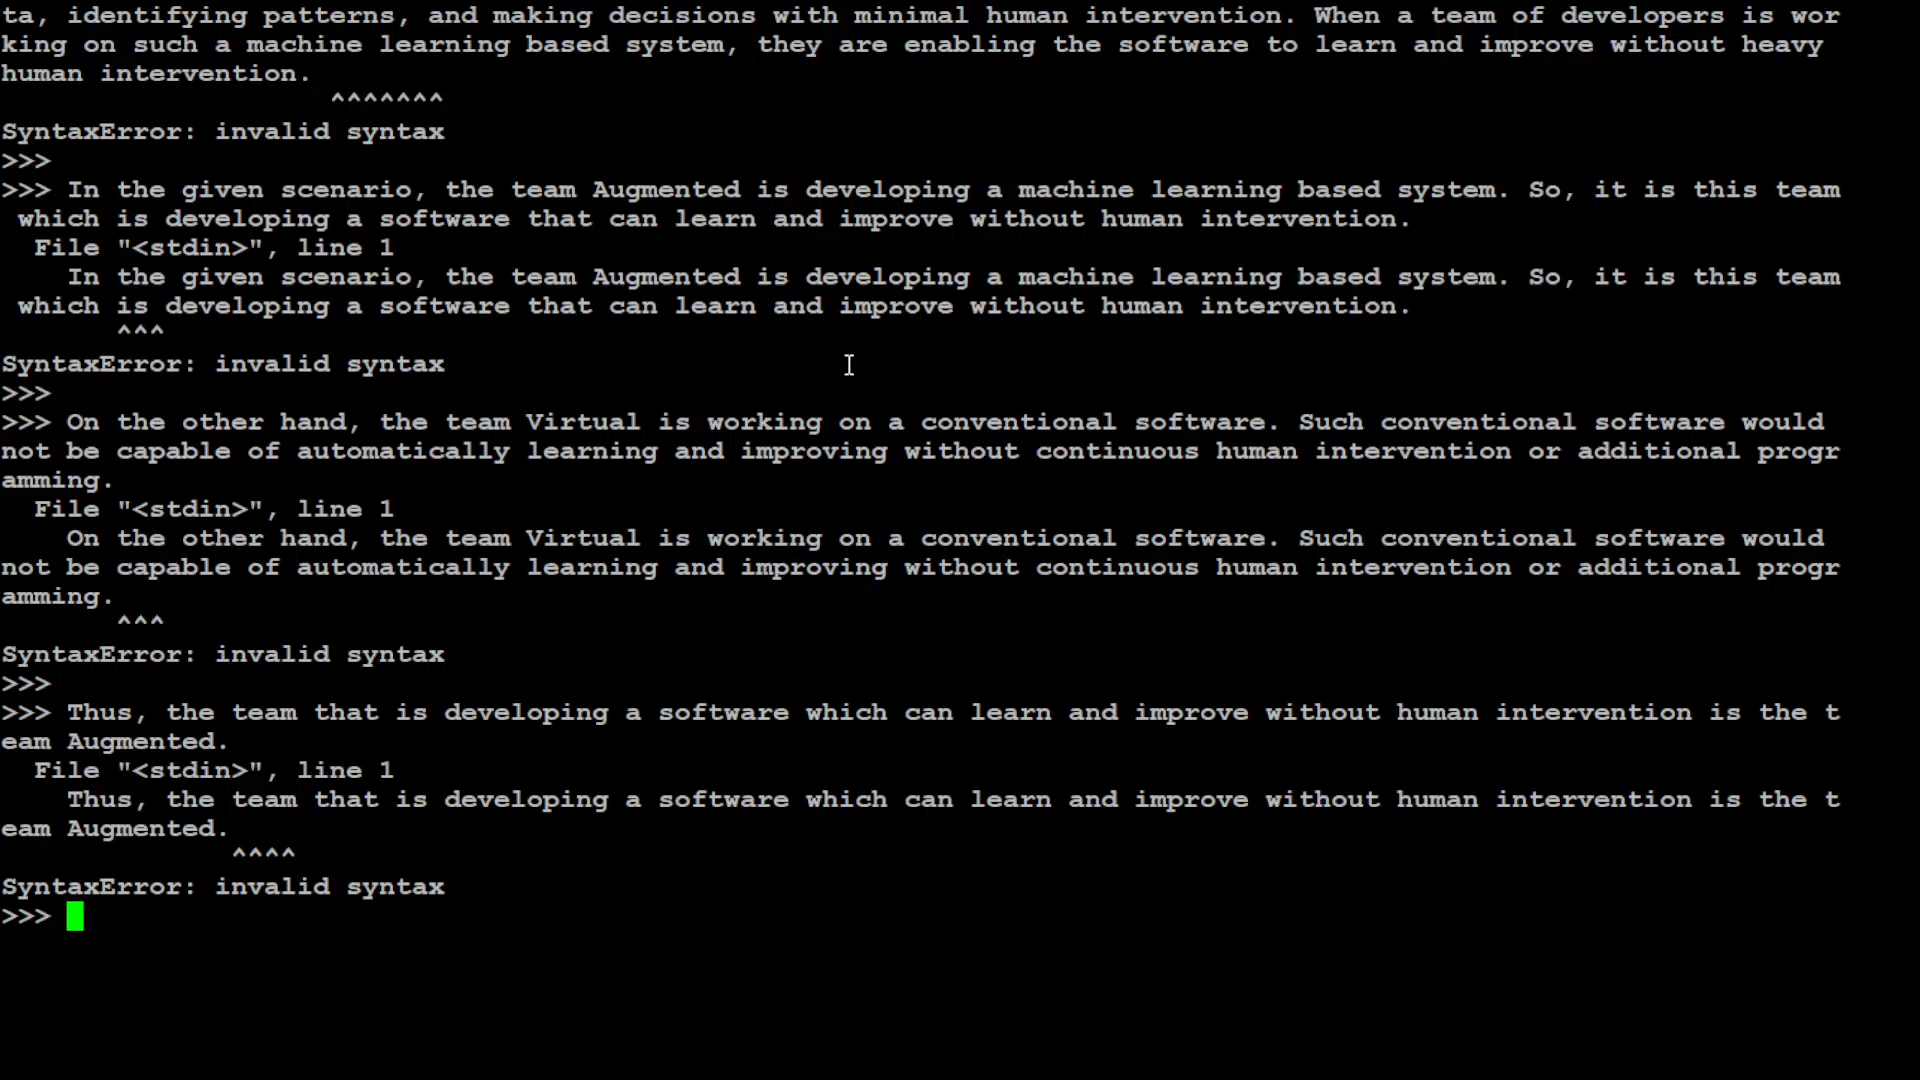 ta, identifying patterns, and making decisions with minimal human intervention. When a team of developers is wor
king on such a machine learning based system, they are enabling the software to learn and improve without heavy
human intervention.
                    ^^^^^^^
SyntaxError: invalid syntax
>>>
>>> In the given scenario, the team Augmented is developing a machine learning based system. So, it is this team
 which is developing a software that can learn and improve without human intervention.
  File "<stdin>", line 1
    In the given scenario, the team Augmented is developing a machine learning based system. So, it is this team
 which is developing a software that can learn and improve without human intervention.
       ^^^
SyntaxError: invalid syntax
>>>
>>> On the other hand, the team Virtual is working on a conventional software. Such conventional software would
not be capable of automatically learning and improving without continuous human intervention or additional progr
amming.
  File "<stdin>", line 1
    On the other hand, the team Virtual is working on a conventional software. Such conventional software would
not be capable of automatically learning and improving without continuous human intervention or additional progr
amming.
       ^^^
SyntaxError: invalid syntax
>>>
>>> Thus, the team that is developing a software which can learn and improve without human intervention is the t
eam Augmented.
  File "<stdin>", line 1
    Thus, the team that is developing a software which can learn and improve without human intervention is the t
eam Augmented.
              ^^^^
SyntaxError: invalid syntax
>>>